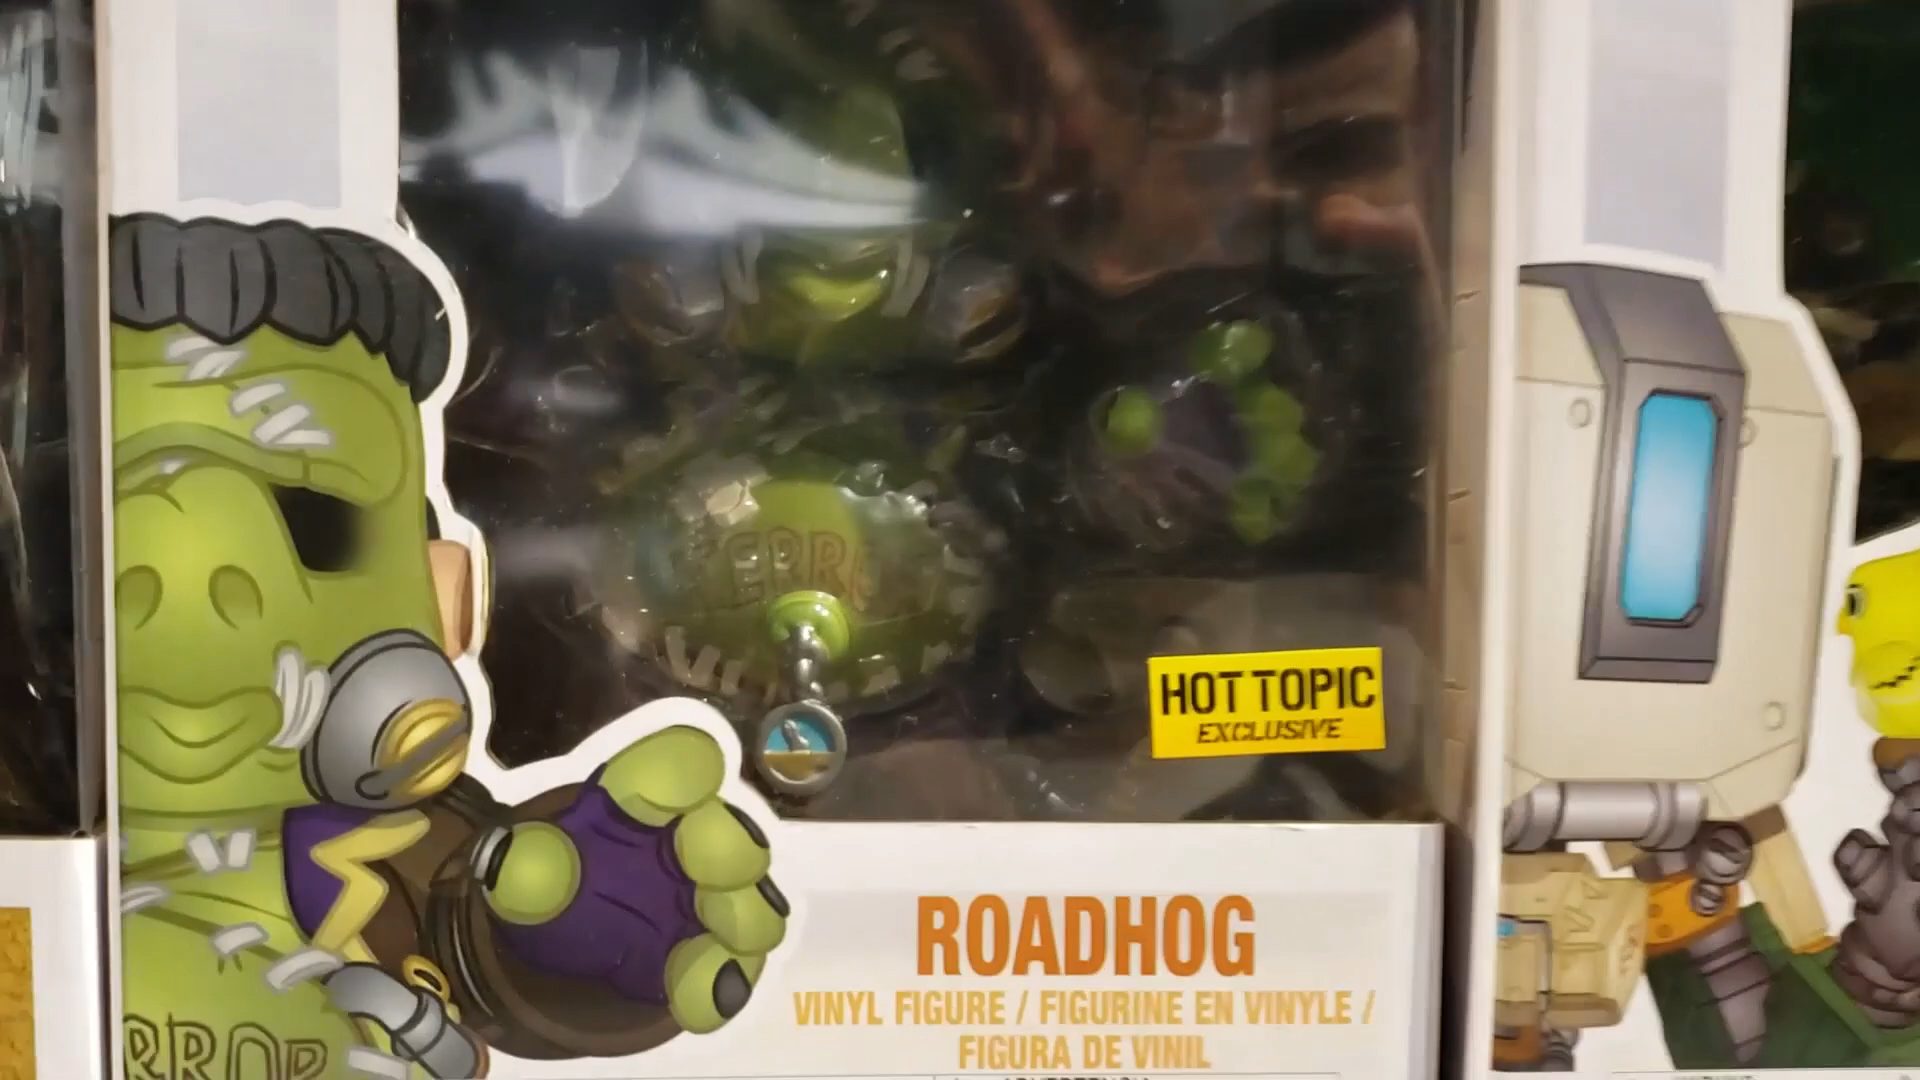 HOT TOPIC
EXCLUSIVE
ROADHOG
VINYL FIGURE / FIGURINE EN VINYLE /
FIGURA DE VINIL